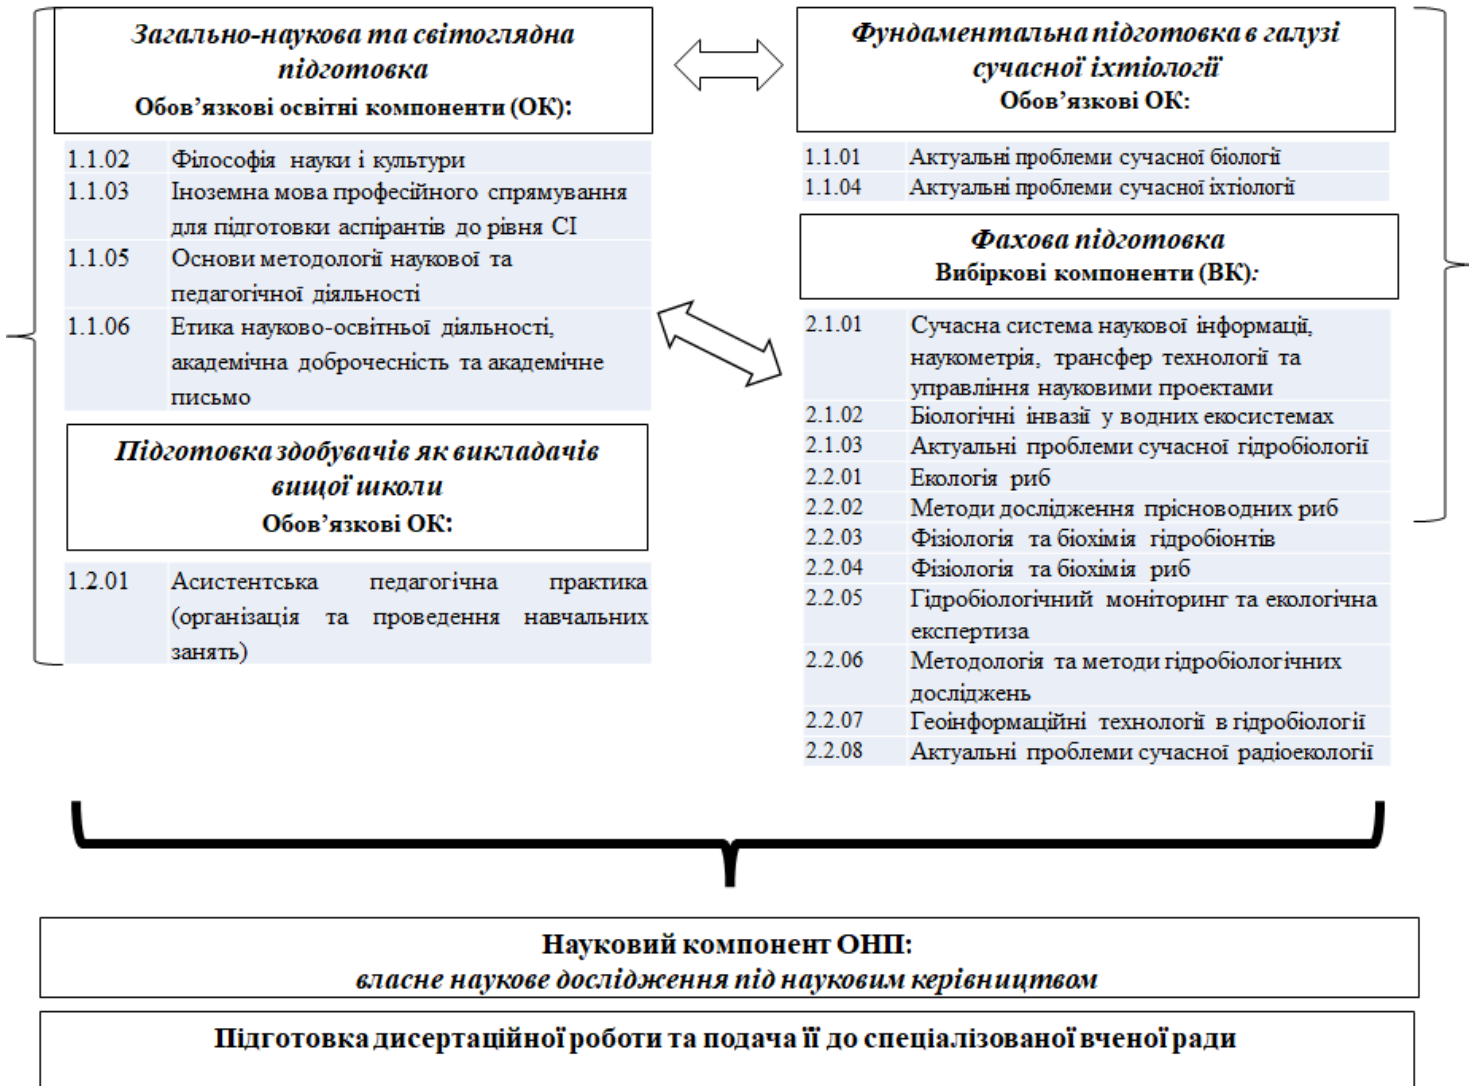 Загально-наукова та світоглядна
підготовка
Обов’язкові освітні компоненти (ОК):
1.1.02 Філософія науки і культури
1.1.03 Іноземна мова професійного спрямування
для підготовки аспірантів до рівня СІ
1.1.05 Основи методології наукової та
педагогічної діяльності
1.1.06 Етика науково-освітньої діяльності,
академічна доброчесність та академічне
письмо
Підготовка здобувачів як викладачів
вищої школи
Обов’язкові ОК:
1.2.01 Асистентська педагогічна практика
(організація та проведення навчальних
занять)
Фундаментальна підготовка в галузі
сучасної іхтіології
Обов’язкові ОК:
1.1.01 Актуальні проблеми сучасної біології
1.1.04 Актуальні проблеми сучасної іхтіології
Фахова підготовка
Вибіркові компоненти (ВК):
2.1.01 Сучасна система наукової інформації,
наукометрія, трансфер технології та
управління науковими проектами
2.1.02 Біологічні інвазії у водних екосистемах
2.1.03 Актуальні проблеми сучасної гідробіології
2.2.01 Екологія риб
2.2.02 Методи дослідження прісноводних риб
2.2.03 Фізіологія та біохімія гідробіонтів
2.2.04 Фізіологія та біохімія риб
2.2.05 Гідробіологічний моніторинг та екологічна
експертиза
2.2.06 Методологія та методи гідробіологічних
досліджень
2.2.07 Геоінформаційні технології в гідробіології
2.2.08 Актуальні проблеми сучасної радіоекології
Науковий компонент ОНП:
власне наукове дослідження під науковим керівництвом
Підготовка дисертаційної роботи та подача її до спеціалізованої вченої ради